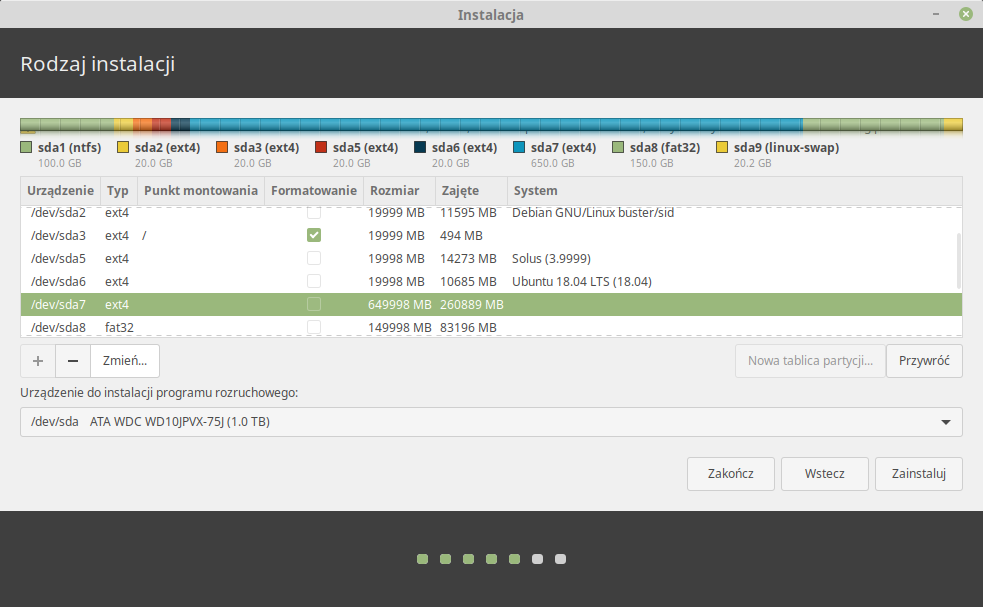 Instalacja
Rodzaj instalacji
sda1 (ntfs) sda2 (ext4) sda3 (ext4) sda5 (ext4) sda6 (ext4) sda7 (ext4) sda8 (fat32) sda9 (linux-swap)
100.0 GB 20.0 GB 20.0 GB 20.0 GB 20.0 GB 650.0 GB 150.0 GB 20.2 GB
Urządzenie Typ Punkt montowania Formatowanie Rozmiar Zajęte System
/dev/sda2 ext4 19999 MB 11595 MB Debian GNU/Linux buster/sid
/dev/sda3 ext4 / 19999 MB 494 MB
/dev/sda5 ext4 19998 MB 14273 MB Solus (3.9999)
/dev/sda6 ext4 19998 MB 10685 MB Ubuntu 18.04 LTS (18.04)
/dev/sda7 ext4 649998 MB 260889 MB
/dev/sda8 fat32 149998 MB 83196 MB
+ − Zmień... Nowa tablica partycji... Przywróć
Urządzenie do instalacji programu rozruchowego:
/dev/sda ATA WDC WD10JPVX-75J (1.0 TB)
Zakończ Wstecz Zainstaluj